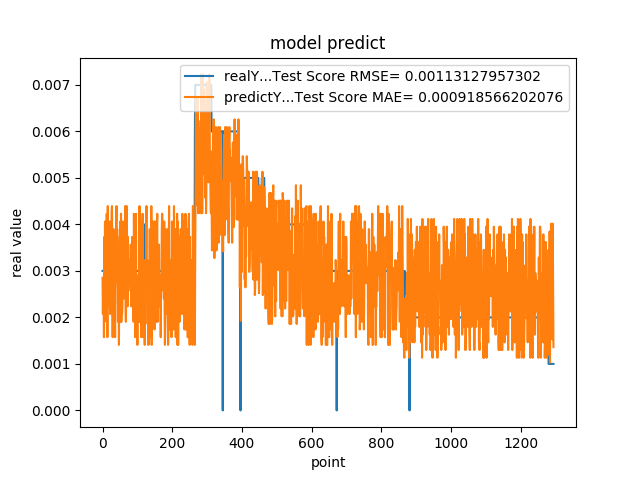 model predict
realY...Test Score RMSE= 0.00113127957302
predictY...Test Score MAE= 0.000918566202076
0.007
0.006
0.005
0.004
0.003
0.002
0.001
0.000
real value
0 200 400 600 800 1000 1200
point